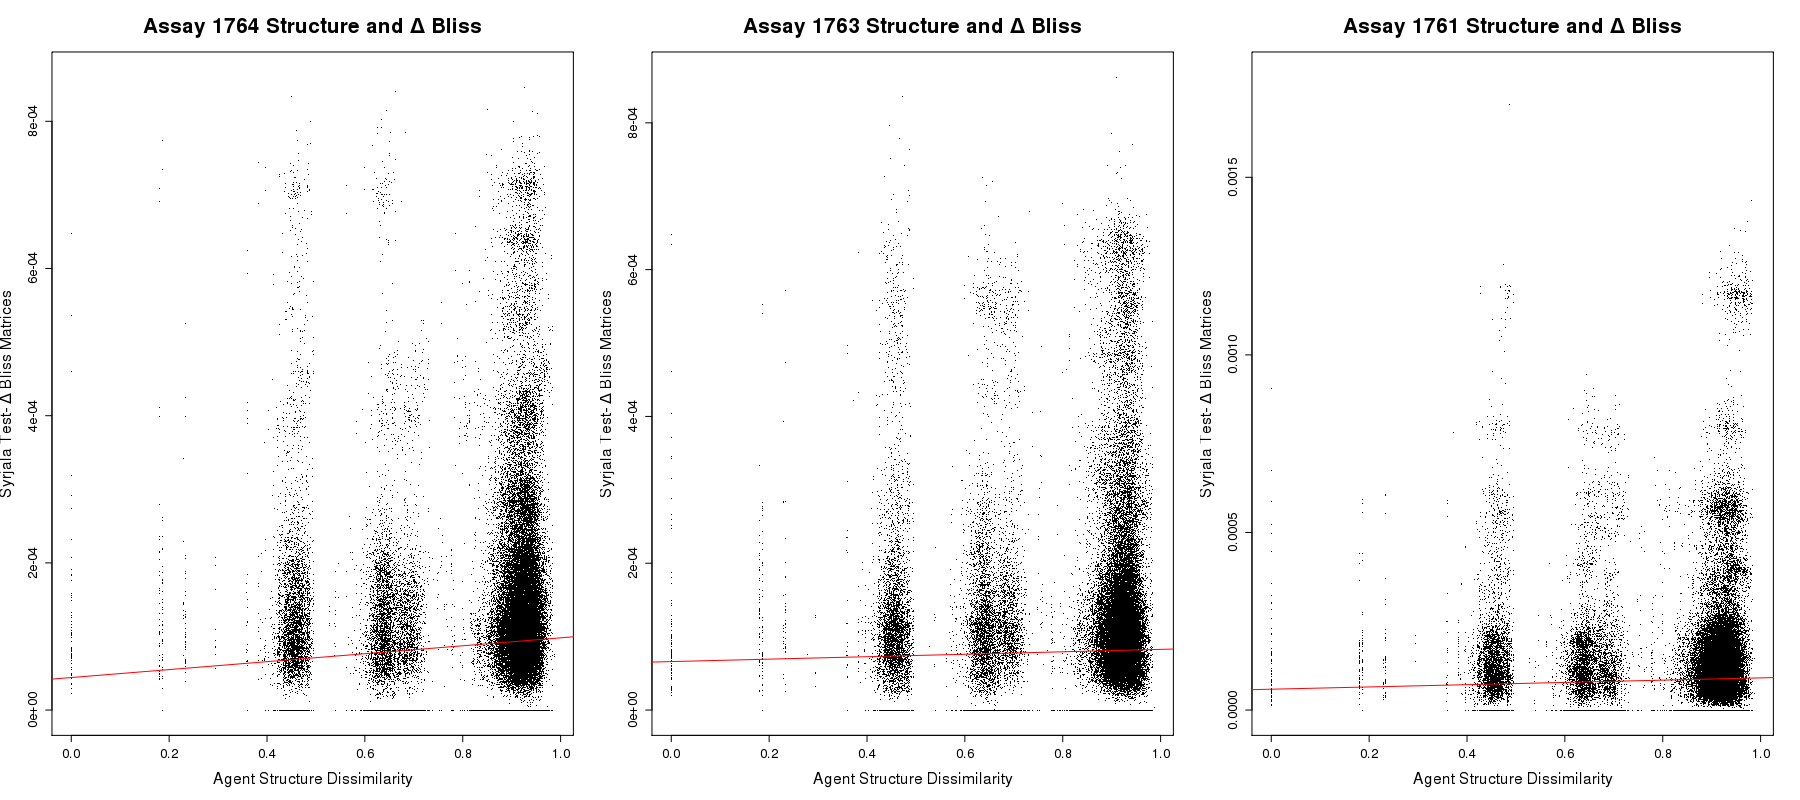 Assay 1764 Structure and Δ Bliss
Syrjala Test- Δ Bliss Matrices
0e+00
2e-04
4e-04
6e-04
8e-04
0.0 0.2 0.4 0.6 0.8 1.0
Agent Structure Dissimilarity
Assay 1763 Structure and Δ Bliss
Syrjala Test- Δ Bliss Matrices
0e+00
2e-04
4e-04
6e-04
8e-04
0.0 0.2 0.4 0.6 0.8 1.0
Agent Structure Dissimilarity
Assay 1761 Structure and Δ Bliss
Syrjala Test- Δ Bliss Matrices
0.0000
0.0005
0.0010
0.0015
0.0 0.2 0.4 0.6 0.8 1.0
Agent Structure Dissimilarity